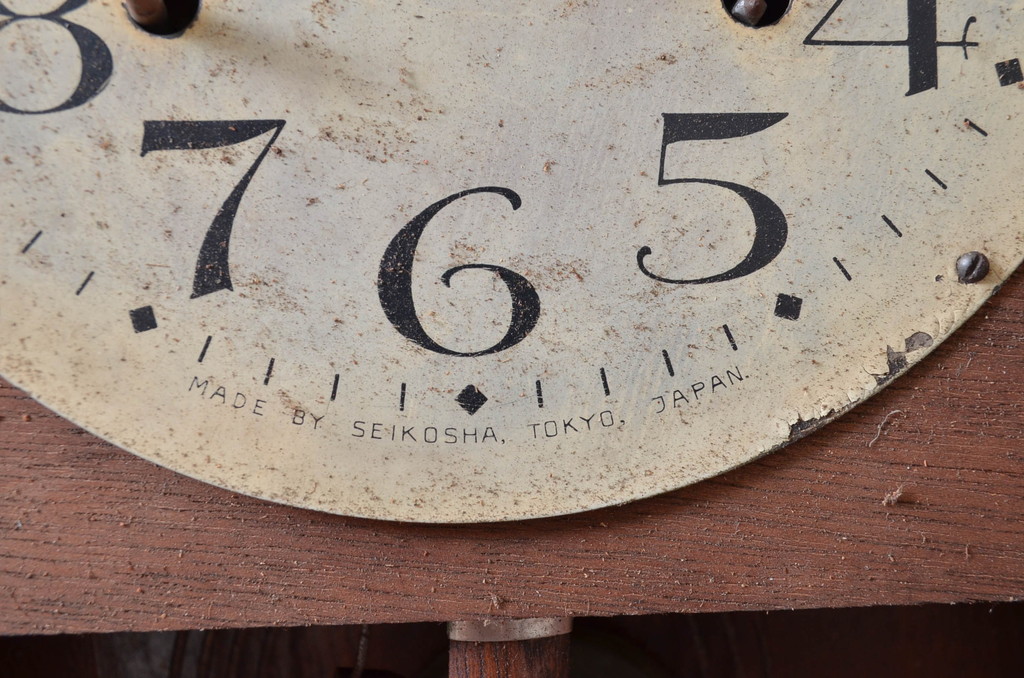 8 4
7 5
6
MADE BY SEIKOSHA, TOKYO, JAPAN.